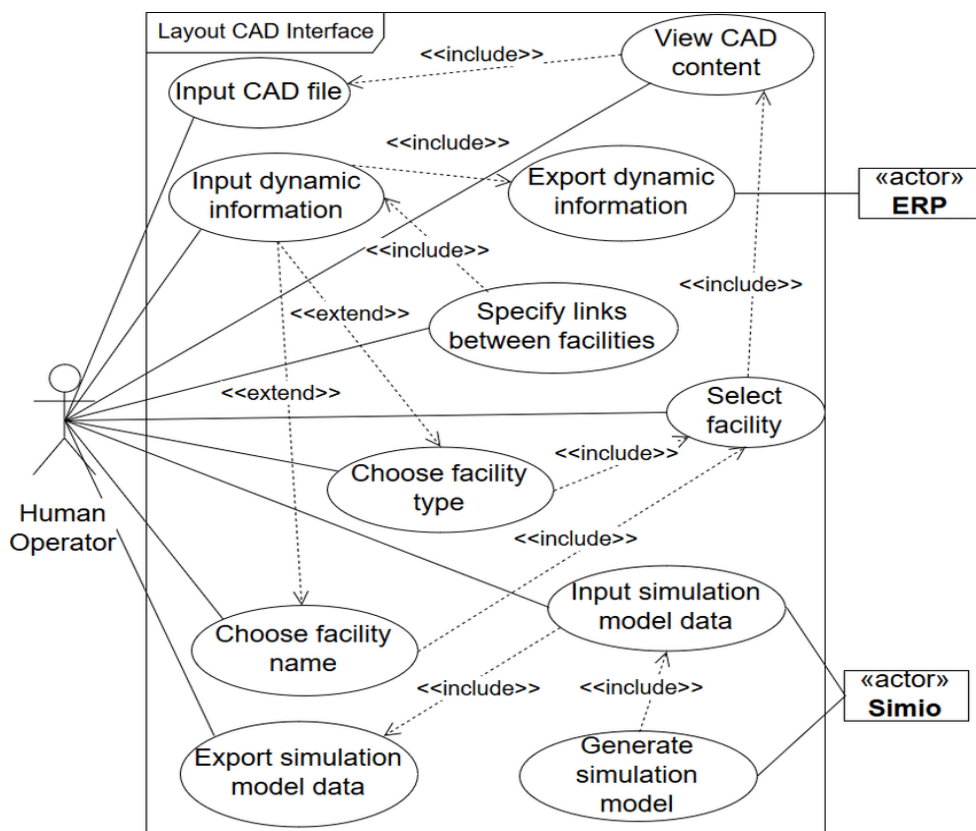 Layout CAD Interface
View CAD
content
<<include>>
Input CAD file
<<include>>
Input dynamic
information
Export dynamic
information
«actor»
ERP
<<include>>
<<include>>
Specify links
between facilities
<<extend>>
<<extend>>
Select
facility
<<include>>
Choose facility
type
Human
Operator
<<include>>
Input simulation
model data
Choose facility
name
<<include>>
<<include>>
«actor»
Simio
Export simulation
model data
Generate
simulation
model